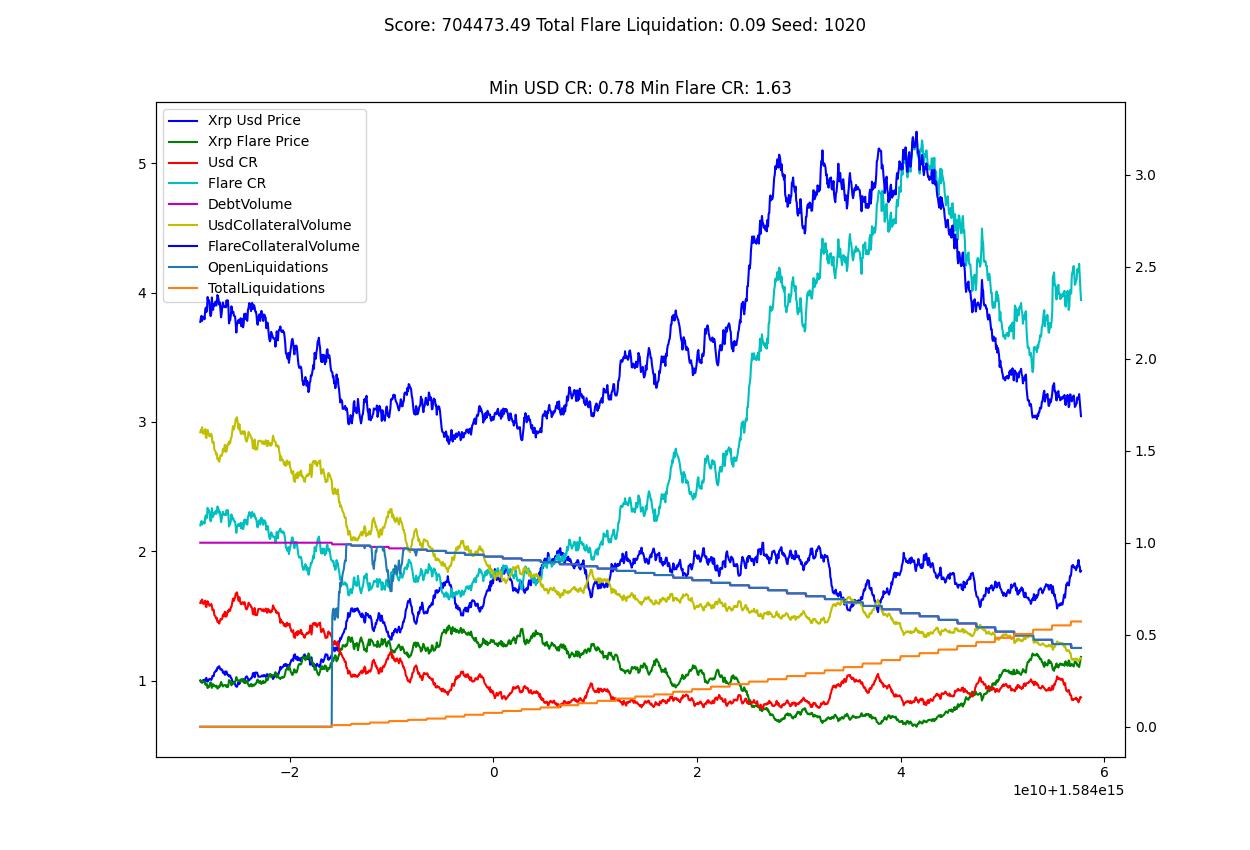 Score: 704473.49 Total Flare Liquidation: 0.09 Seed: 1020
Min USD CR: 0.78 Min Flare CR: 1.63
Xrp Usd Price
Xrp Flare Price
Usd CR
Flare CR
DebtVolume
UsdCollateralVolume
FlareCollateralVolume
OpenLiquidations
TotalLiquidations
5
4
3
2
1
3.0
2.5
2.0
1.5
1.0
0.5
0.0
−2 0 2 4 6
1e10+1.584e15